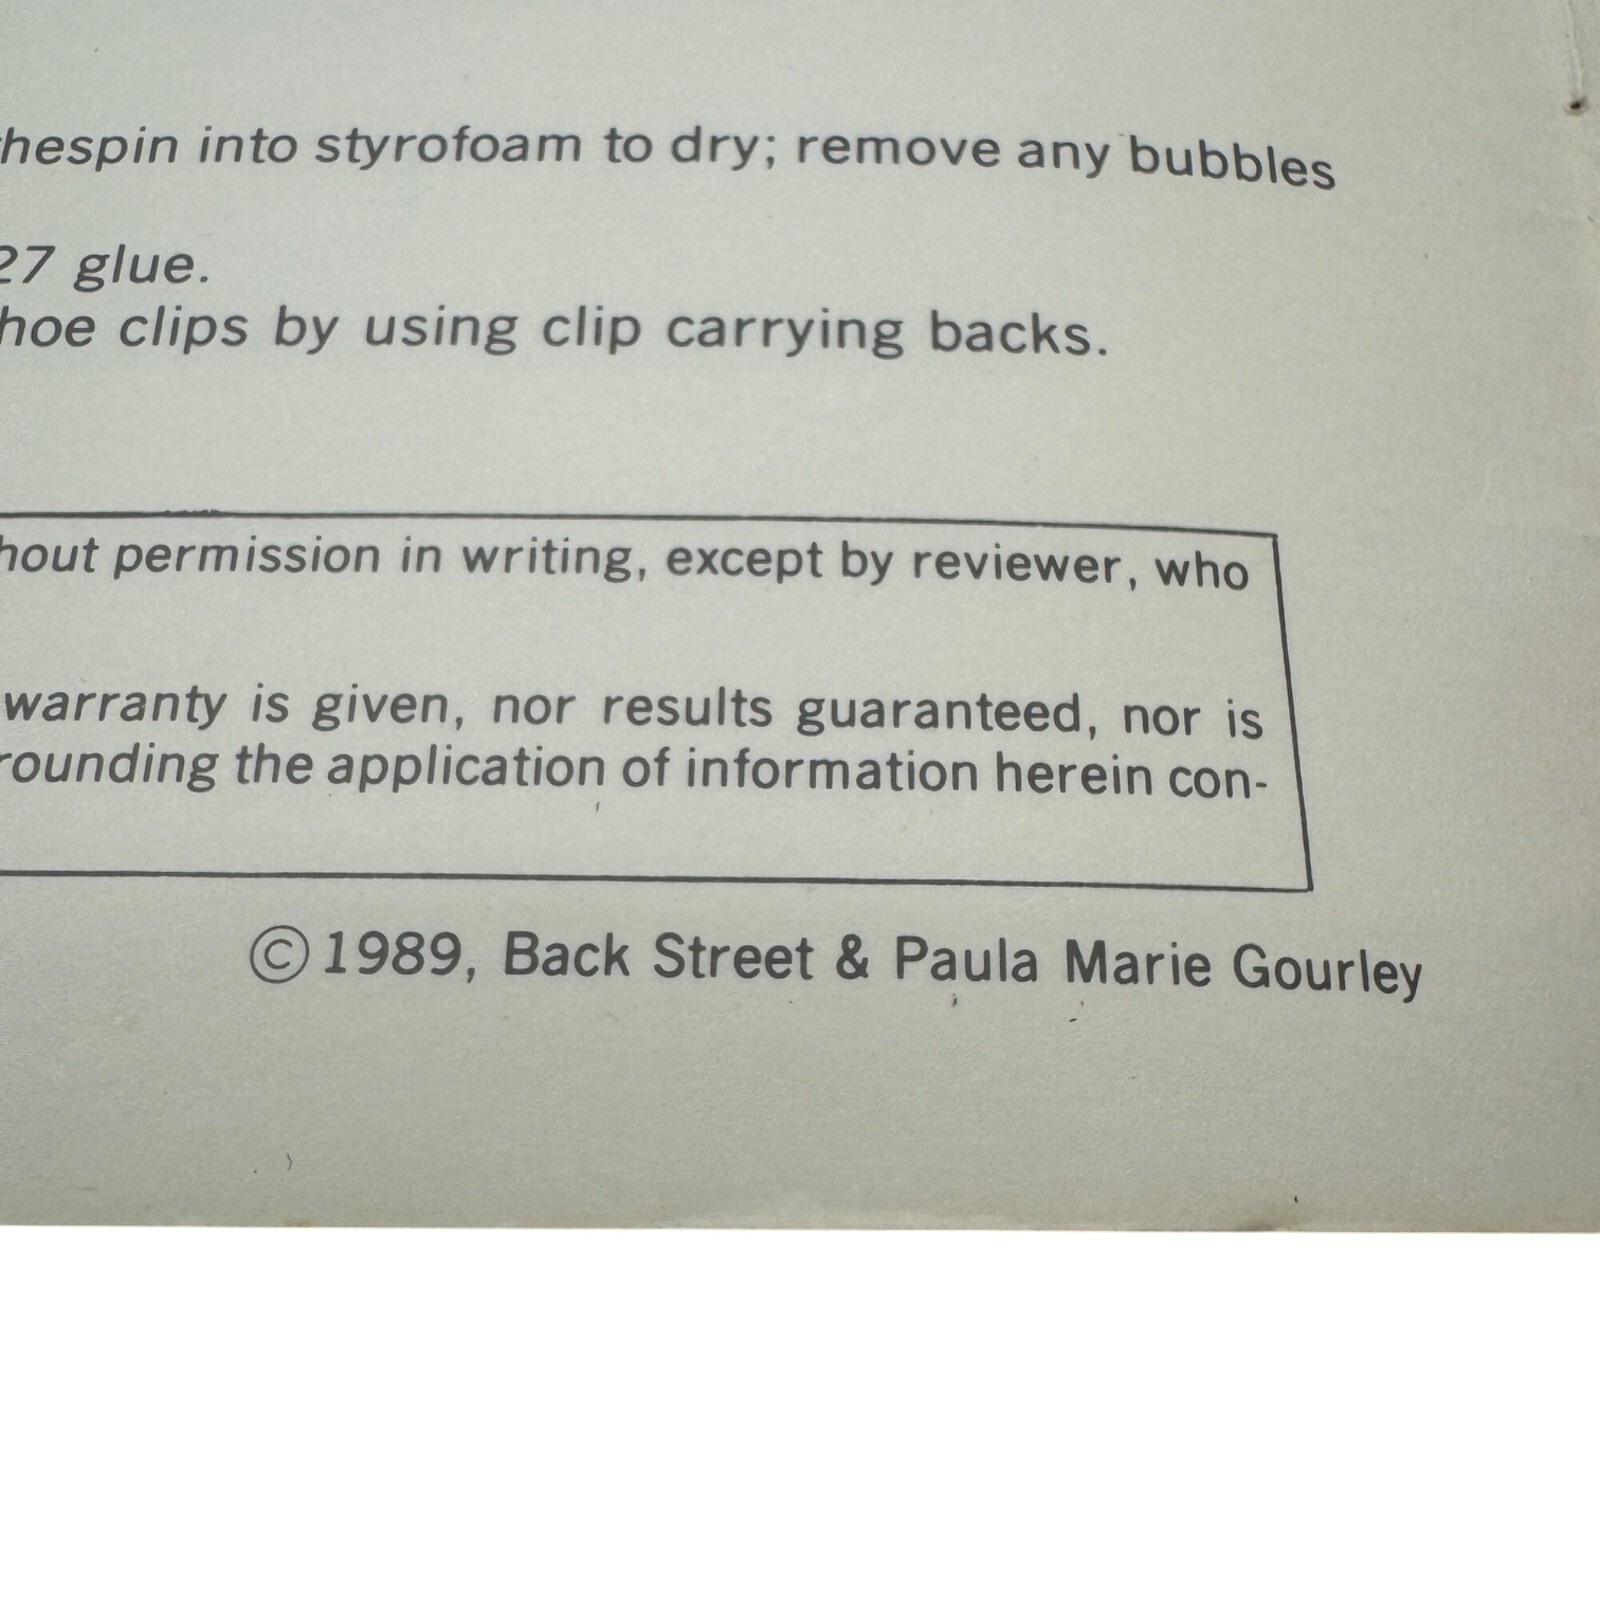 hespin into styrofoam to dry; remove any bubbles
27 glue.
hoe clips by using clip carrying backs.
hout permission in writing, except by reviewer, who
warranty is given, nor results guaranteed, nor is
rounding the application of information herein con-
©1989, Back Street & Paula Marie Gourley